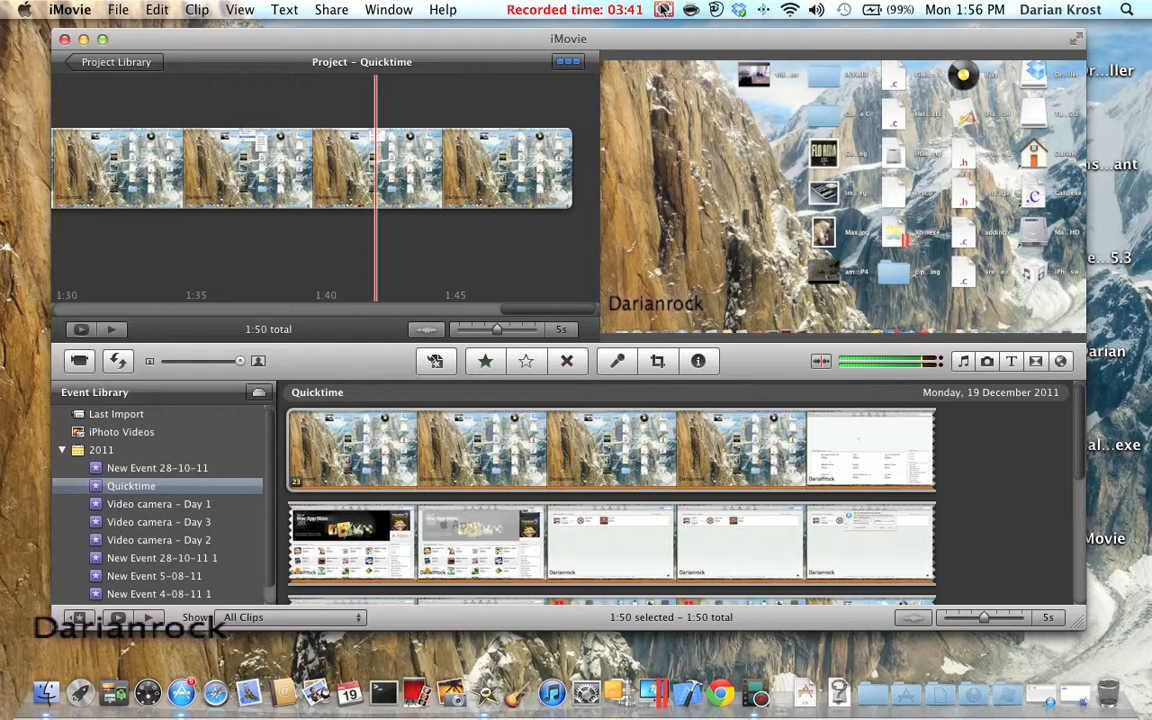 iMovie File Edit Clip View Text Share Window Help Recorded time: 03:41 (99%) Mon 1:56 PM Darian Krost
iMovie
Project Library Project - Quicktime
Darianrock
1:30 1:35 1:40 1:45
1:50 total 5s
Event Library Quicktime Monday, 19 December 2011
Last Import
iPhoto Videos
2011
New Event 28-10-11
Quicktime
Video camera - Day 1
Video camera - Day 3
Video camera - Day 2
New Event 28-10-11 1
New Event 5-08-11
New Event 4-08-11 1
23
Show: All Clips 1:50 selected - 1:50 total 5s
Darianrock
19